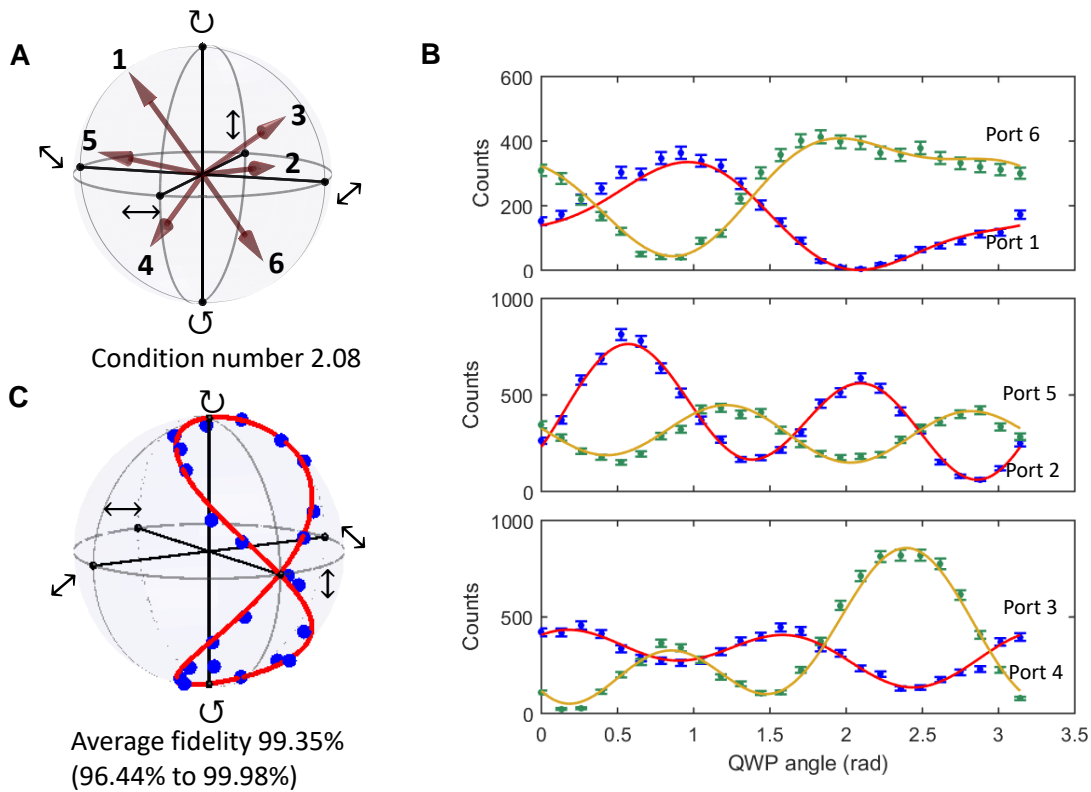 A
1
3
5
2
4
6
Condition number 2.08
B
600
400
200
0
Counts
Port 6
Port 1
1000
500
0
Counts
Port 5
Port 2
1000
500
0
Counts
Port 3
Port 4
0 0.5 1 1.5 2 2.5 3 3.5
QWP angle (rad)
C
Average fidelity 99.35%
(96.44% to 99.98%)